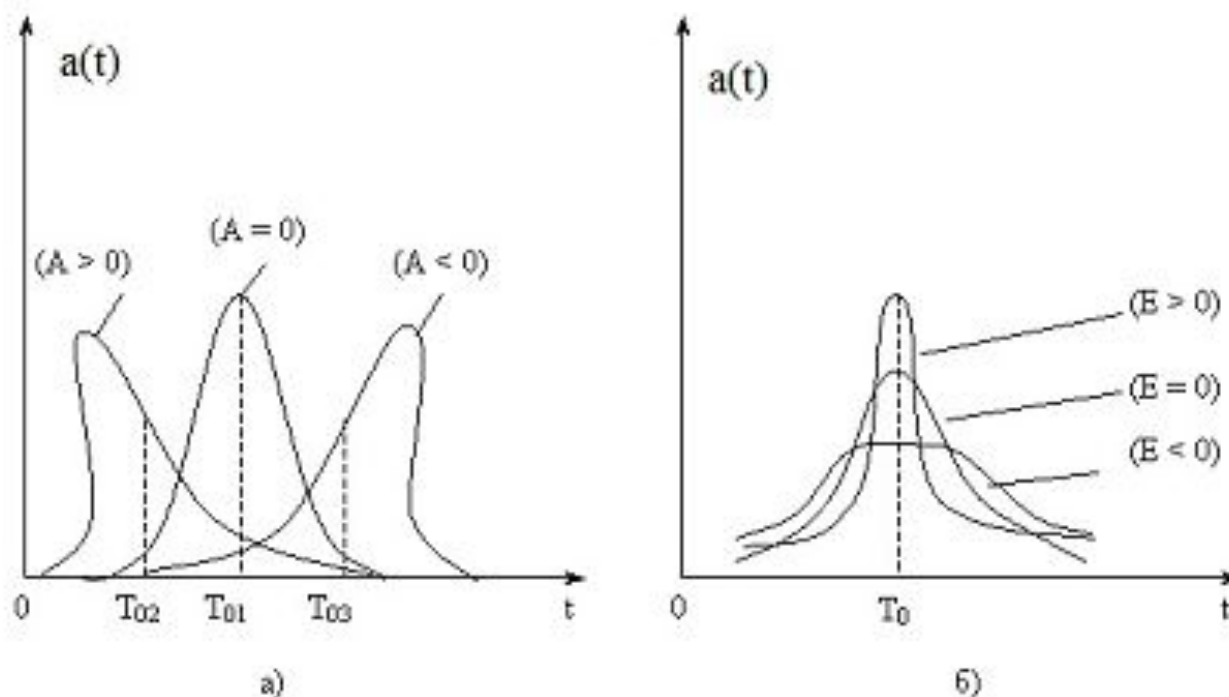 a(t)
(A > 0)
(A = 0)
(A < 0)
0
T02
T01
T03
t
а)
a(t)
(E > 0)
(E = 0)
(E < 0)
0
T0
t
б)